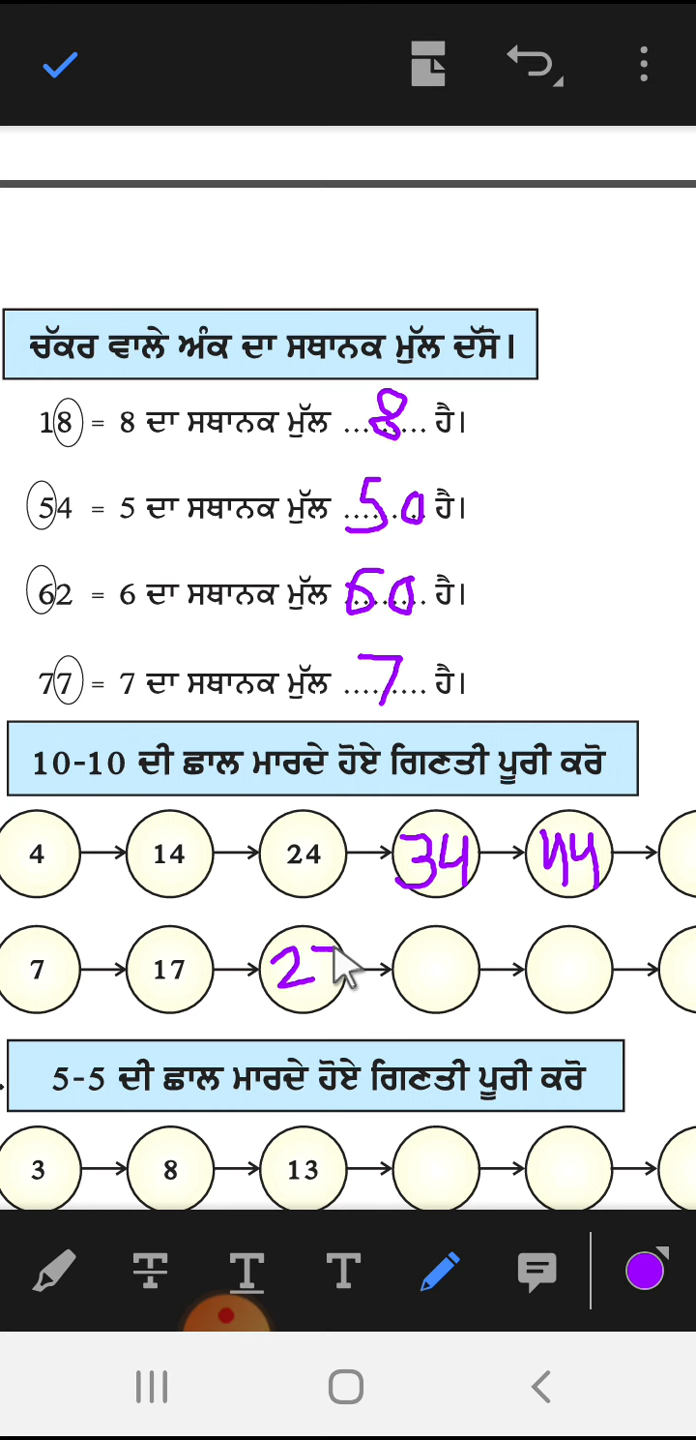 ਚੱਕਰ ਵਾਲੇ ਅੰਕ ਦਾ ਸਥਾਨਕ ਮੁੱਲ ਦੱਸੋ।
18 = 8 ਦਾ ਸਥਾਨਕ ਮੁੱਲ ....8.... ਹੈ।
54 = 5 ਦਾ ਸਥਾਨਕ ਮੁੱਲ ....50.... ਹੈ।
62 = 6 ਦਾ ਸਥਾਨਕ ਮੁੱਲ ....60.... ਹੈ।
77 = 7 ਦਾ ਸਥਾਨਕ ਮੁੱਲ ....7.... ਹੈ।
10-10 ਦੀ ਛਾਲ ਮਾਰਦੇ ਹੋਏ ਗਿਣਤੀ ਪੂਰੀ ਕਰੋ
4 14 24 34 44
7 17 2
5-5 ਦੀ ਛਾਲ ਮਾਰਦੇ ਹੋਏ ਗਿਣਤੀ ਪੂਰੀ ਕਰੋ
3 8 13
T T T